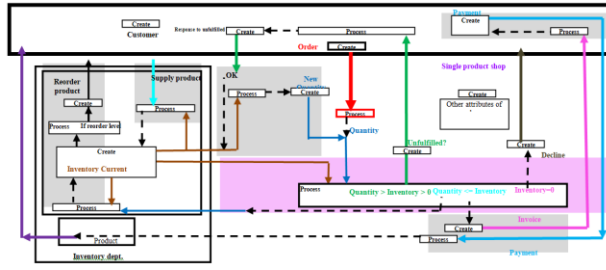 Create
Customer
Response to unfulfilled
Create
Process
Order
Create
Payment
Create
Process
Single product shop
Reorder
product
Create
Process
If reorder level
Supply product
Process
Create
Inventory Current
Process
Product
Inventory dept.
OK
Process
New
Quantity
Create
Process
Quantity
Unfulfilled?
Create
Create
Other attributes of
Create
Decline
Process
Quantity > Inventory > 0
Quantity <= Inventory
Inventory=0
Create
Invoice
Process
Payment